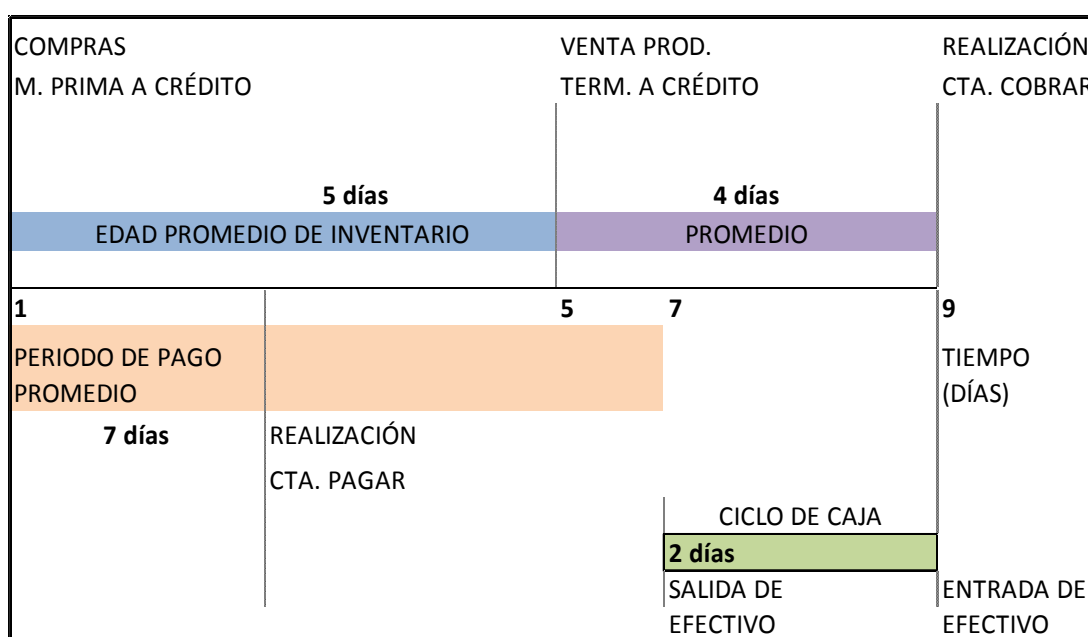 COMPRAS VENTA PROD. REALIZACIÓN
M. PRIMA A CRÉDITO TERM. A CRÉDITO CTA. COBRAR
5 días 4 días
EDAD PROMEDIO DE INVENTARIO PROMEDIO
1 5 7 9
PERIODO DE PAGO TIEMPO
PROMEDIO (DÍAS)
7 días REALIZACIÓN
CTA. PAGAR
CICLO DE CAJA
2 días
SALIDA DE ENTRADA DE
EFECTIVO EFECTIVO